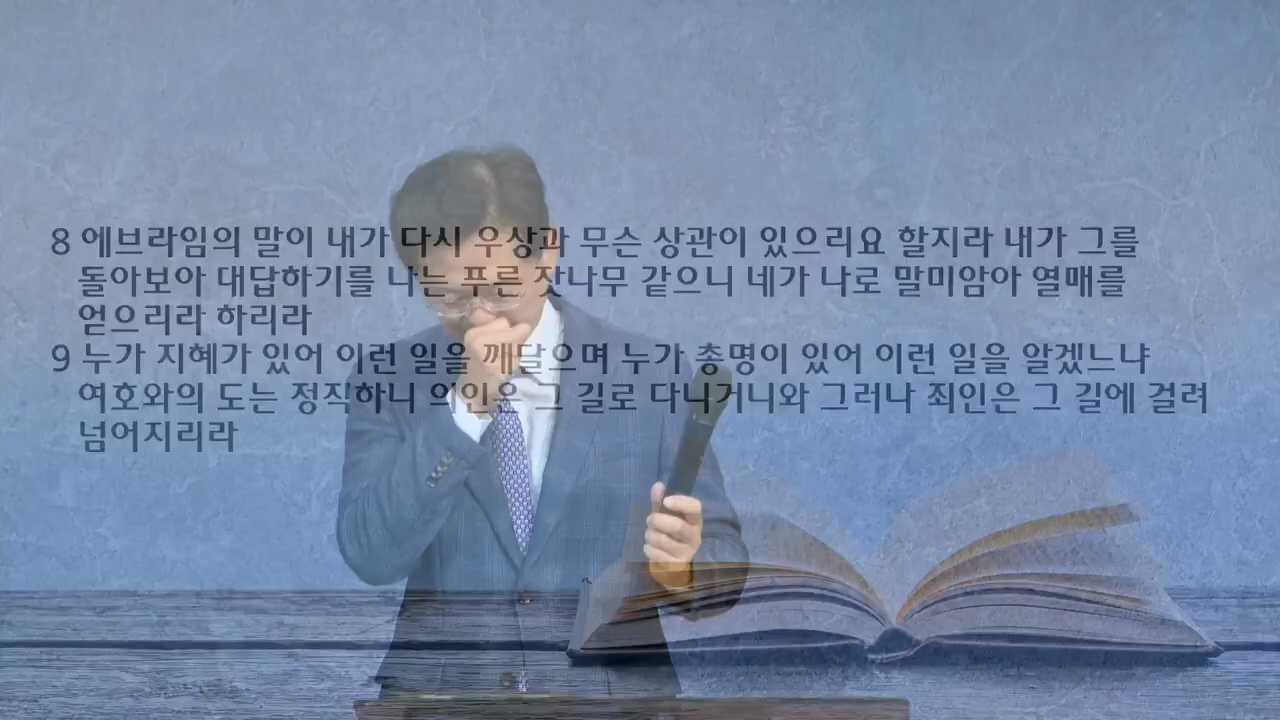 8 에브라임의 말이 내가 다시 우상과 무슨 상관이 있으리요 할지라 내가 그를
돌아보아 대답하기를 나는 푸른 잣나무 같으니 네가 나로 말미암아 열매를
얻으리라 하리라
9 누가 지혜가 있어 이런 일을 깨달으며 누가 총명이 있어 이런 일을 알겠느냐
여호와의 도는 정직하니 의인은 그 길로 다니거니와 그러나 죄인은 그 길에 걸려
넘어지리라